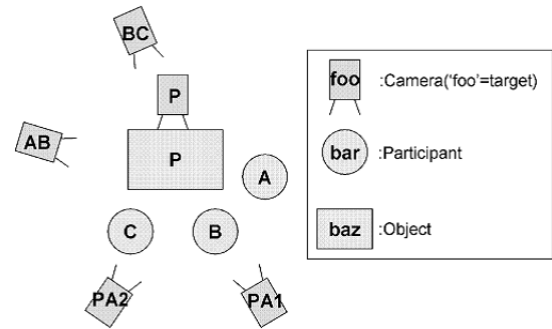 BC
P
AB
P
A
C
B
PA2
PA1
foo :Camera('foo'=target)
bar :Participant
baz :Object